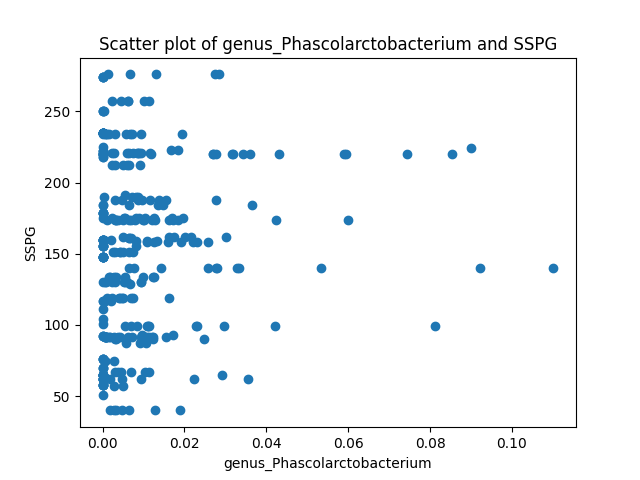 Scatter plot of genus_Phascolarctobacterium and SSPG
250
200
150
100
50
SSPG
0.00 0.02 0.04 0.06 0.08 0.10
genus_Phascolarctobacterium